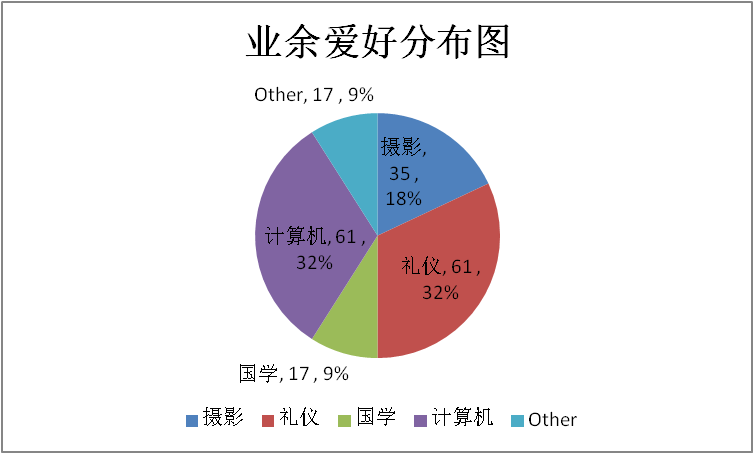 业余爱好分布图
Other, 17 , 9%
摄影,
35 ,
18%
计算机, 61 ,
32%
礼仪, 61 ,
32%
国学, 17 , 9%
摄影 礼仪 国学 计算机 Other